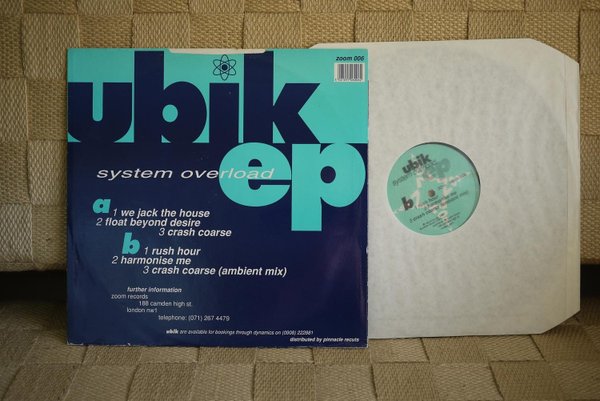 zoom 006
ubik
ep
system overload
a 1 we jack the house
2 float beyond desire
3 crash coarse
b 1 rush hour
2 harmonise me
3 crash coarse (ambient mix)
further information
zoom records
188 camden high st.
london nw1
telephone: (071) 267 4479
ubik are available for bookings through dynamics on (0908) 222981
distributed by pinnacle recuts
ubik
system
b